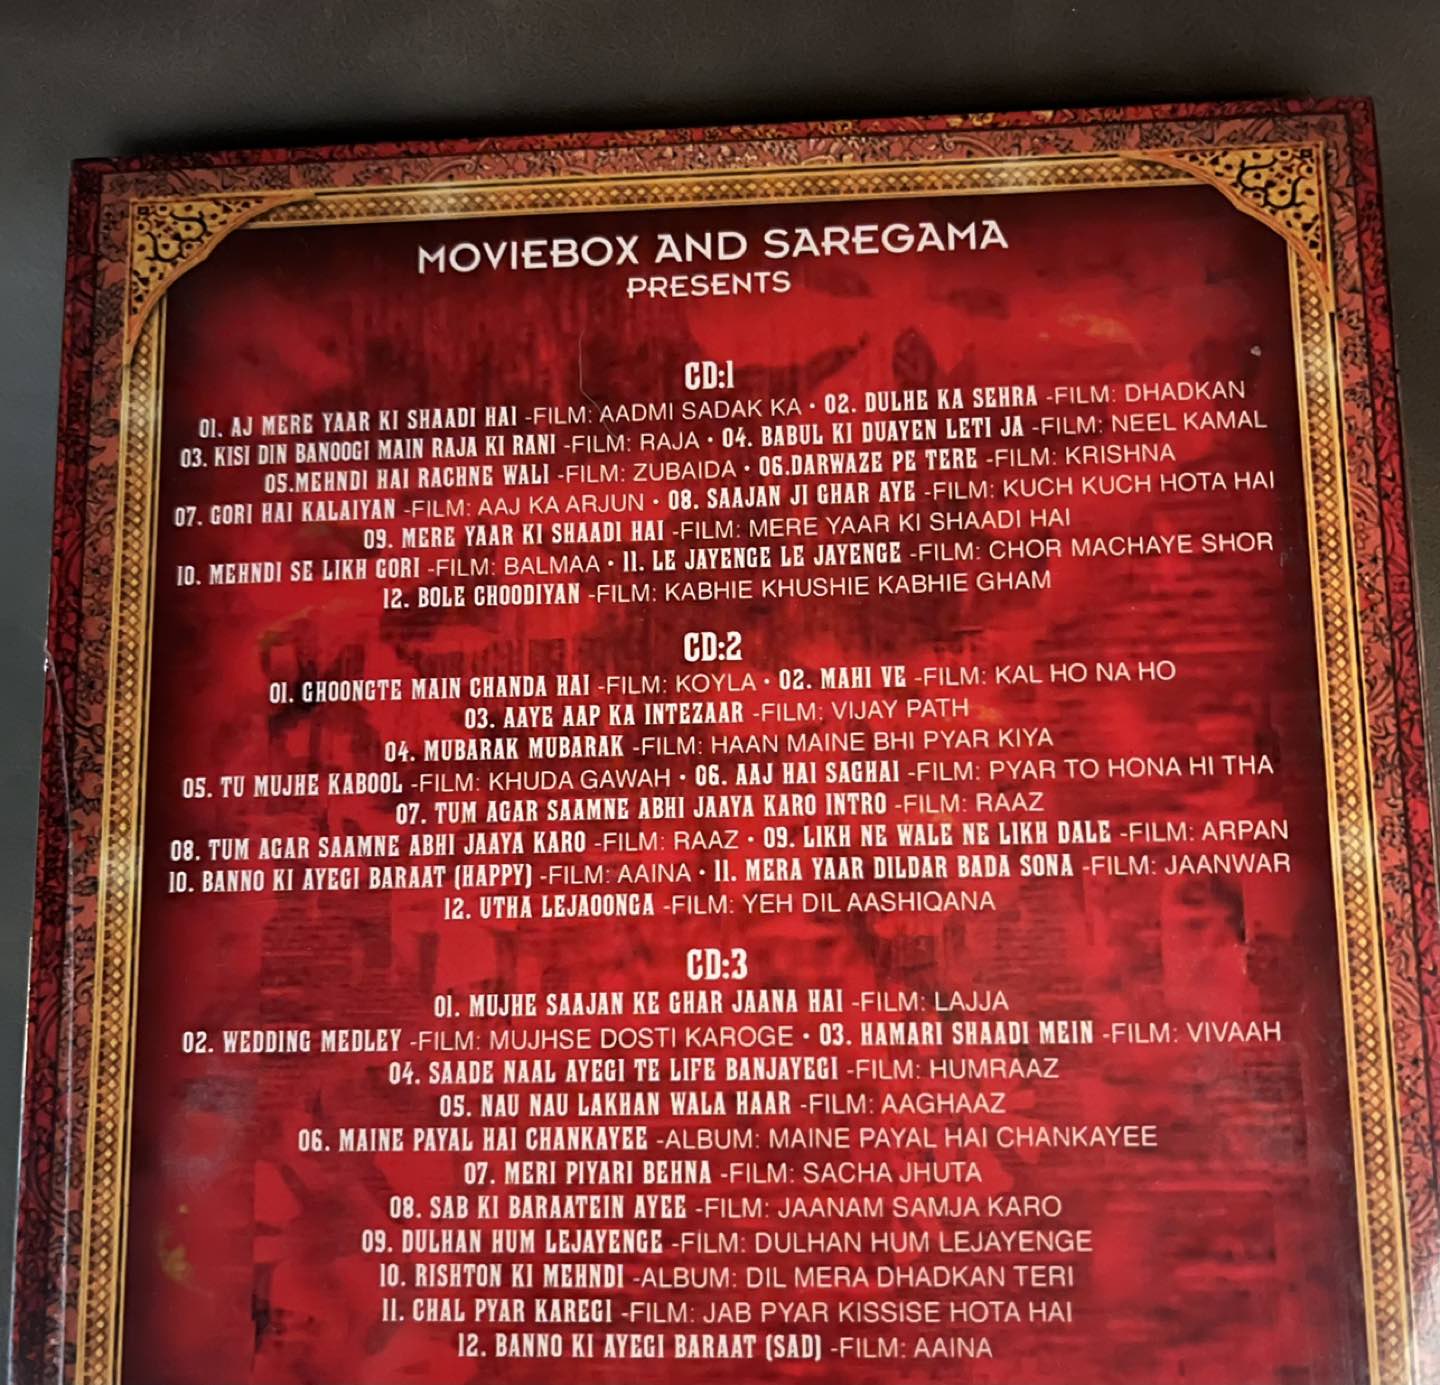 MOVIEBOX AND SAREGAMA
PRESENTS
CD:1
01. AJ MERE YAAR KI SHAADI HAI -FILM: AADMI SADAK KA • 02. DULHE KA SEHRA -FILM: DHADKAN
03. KISI DIN BANOOGI MAIN RAJA KI RANI -FILM: RAJA • 04. BABUL KI DUAYEN LETI JA -FILM: NEEL KAMAL
05.MEHNDI HAI RACHNE WALI -FILM: ZUBAIDA • 06.DARWAZE PE TERE -FILM: KRISHNA
07. GORI HAI KALAIYAN -FILM: AAJ KA ARJUN • 08. SAAJAN JI GHAR AYE -FILM: KUCH KUCH HOTA HAI
09. MERE YAAR KI SHAADI HAI -FILM: MERE YAAR KI SHAADI HAI
10. MEHNDI SE LIKH GORI -FILM: BALMAA • 11. LE JAYENGE LE JAYENGE -FILM: CHOR MACHAYE SHOR
12. BOLE CHOODIYAN -FILM: KABHIE KHUSHIE KABHIE GHAM
CD:2
01. GHOONGTE MAIN CHANDA HAI -FILM: KOYLA • 02. MAHI VE -FILM: KAL HO NA HO
03. AAYE AAP KA INTEZAAR -FILM: VIJAY PATH
04. MUBARAK MUBARAK -FILM: HAAN MAINE BHI PYAR KIYA
05. TU MUJHE KABOOL -FILM: KHUDA GAWAH • 06. AAJ HAI SAGHAI -FILM: PYAR TO HONA HI THA
07. TUM AGAR SAAMNE ABHI JAAYA KARO INTRO -FILM: RAAZ
08. TUM AGAR SAAMNE ABHI JAAYA KARO -FILM: RAAZ • 09. LIKH NE WALE NE LIKH DALE -FILM: ARPAN
10. BANNO KI AYEGI BARAAT (HAPPY) -FILM: AAINA • 11. MERA YAAR DILDAR BADA SONA -FILM: JAANWAR
12. UTHA LEJAOONGA -FILM: YEH DIL AASHIQANA
CD:3
01. MUJHE SAAJAN KE GHAR JAANA HAI -FILM: LAJJA
02. WEDDING MEDLEY -FILM: MUJHSE DOSTI KAROGE • 03. HAMARI SHAADI MEIN -FILM: VIVAAH
04. SAADE NAAL AYEGI TE LIFE BANJAYEGI -FILM: HUMRAAZ
05. NAU NAU LAKHAN WALA HAAR -FILM: AAGHAAZ
06. MAINE PAYAL HAI CHANKAYEE -ALBUM: MAINE PAYAL HAI CHANKAYEE
07. MERI PIYARI BEHNA -FILM: SACHA JHUTA
08. SAB KI BARAATEIN AYEE -FILM: JAANAM SAMJA KARO
09. DULHAN HUM LEJAYENGE -FILM: DULHAN HUM LEJAYENGE
10. RISHTON KI MEHNDI -ALBUM: DIL MERA DHADKAN TERI
11. CHAL PYAR KAREGI -FILM: JAB PYAR KISSISE HOTA HAI
12. BANNO KI AYEGI BARAAT (SAD) -FILM: AAINA